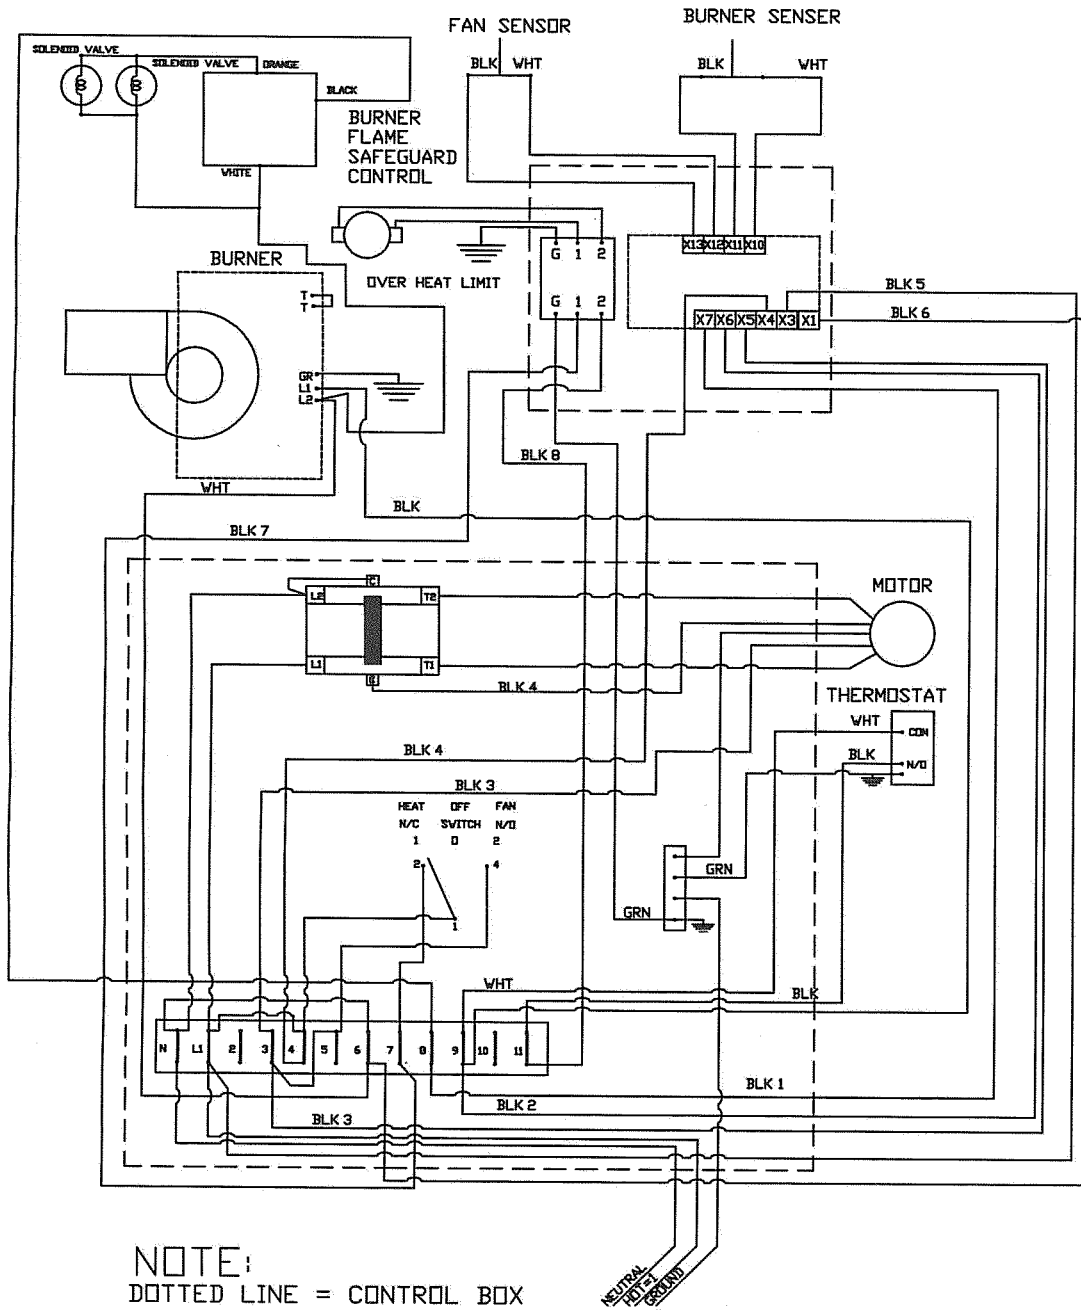 FAN SENSOR
BURNER SENSER
SOLENOID VALVE
SOLENOID VALVE
ORANGE
BLACK
BLK WHT
BLK
WHT
BURNER
FLAME
SAFEGUARD
CONTROL
WHITE
X13 X12 X11 X10
G 1 2
BURNER
OVER HEAT LIMIT
T
T
G 1 2
BLK 5
X7 X6 X5 X4 X3 X1
BLK 6
GR
L1
L2
BLK 8
WHT
BLK
BLK 7
C
L2
T2
MOTOR
L1
T1
C
BLK 4
THERMOSTAT
WHT
CON
BLK 4
BLK
N/O
BLK 3
HEAT OFF FAN
N/C SWITCH N/O
1 0 2
2 4
GRN
1
GRN
WHT
BLK
N L1 2 3 4 5 6 7 8 9 10 11
BLK 1
BLK 2
BLK 3
NEUTRAL
HOT-1
GROUND
NOTE:
DOTTED LINE = CONTROL BOX